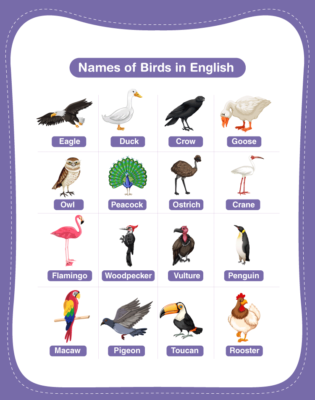 Names of Birds in English
Eagle Duck Crow Goose
Owl Peacock Ostrich Crane
Flamingo Woodpecker Vulture Penguin
Macaw Pigeon Toucan Rooster